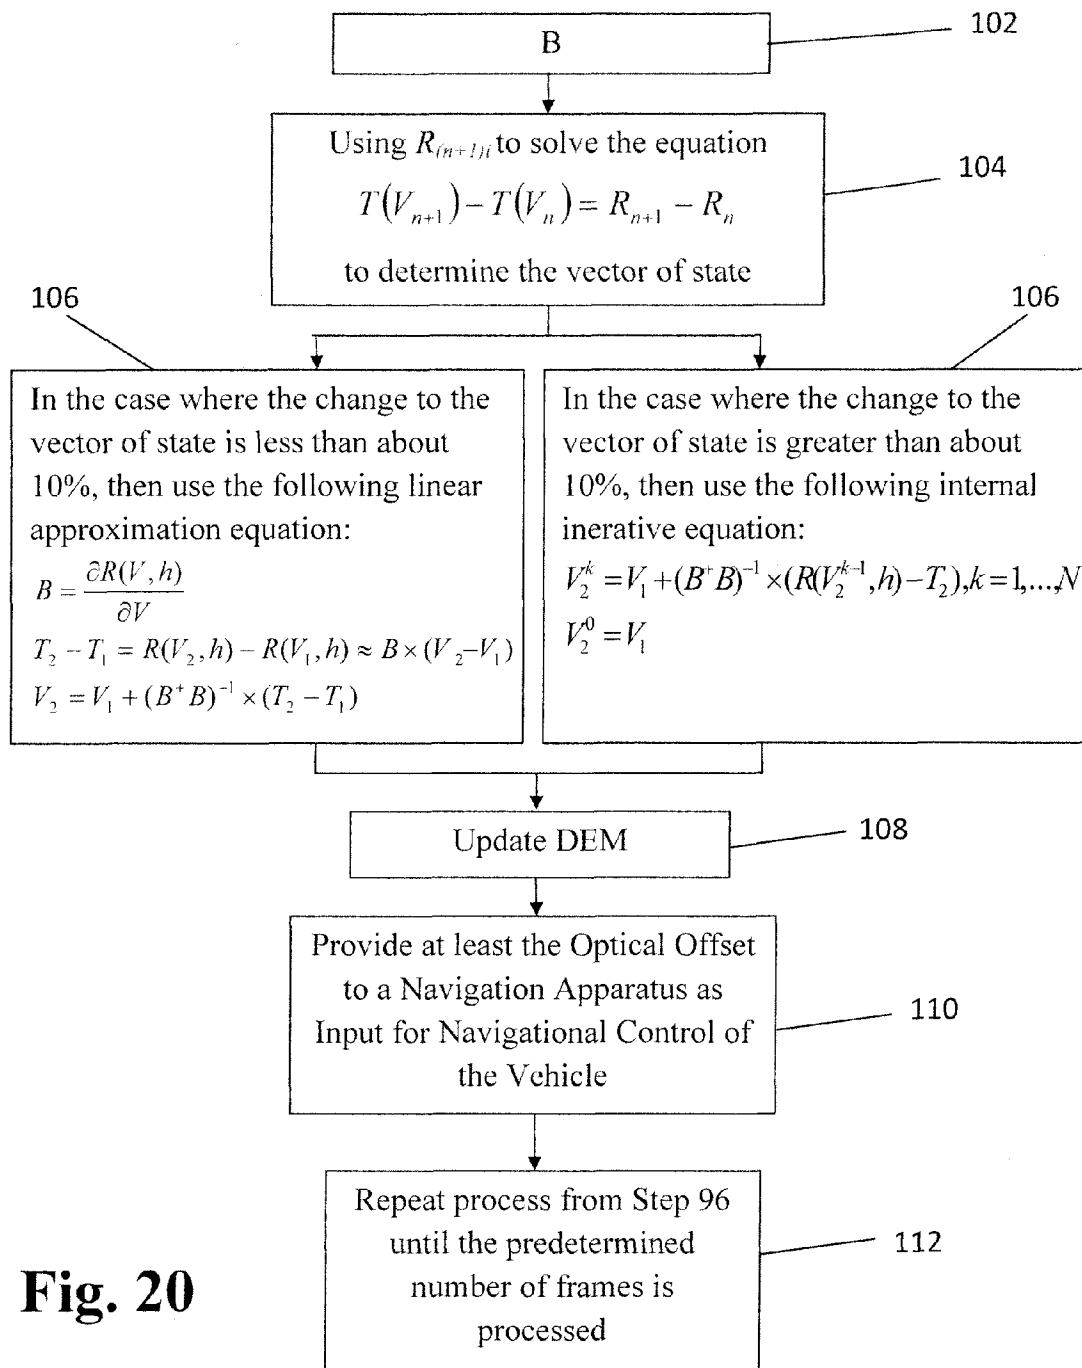 B
102
Using R(n+1)i to solve the equation
T(Vn+1) − T(Vn) = Rn+1 − Rn
to determine the vector of state
104
106
In the case where the change to the
vector of state is less than about
10%, then use the following linear
approximation equation:
B = ∂R(V, h) / ∂V
T₂ − T₁ = R(V₂, h) − R(V₁, h) ≈ B × (V₂ − V₁)
V₂ = V₁ + (B⁺B)⁻¹ × (T₂ − T₁)
106
In the case where the change to the
vector of state is greater than about
10%, then use the following internal
inerative equation:
V₂ᵏ = V₁ + (B⁺B)⁻¹ × (R(V₂ᵏ⁻¹, h) − T₂), k = 1,...,N
V₂⁰ = V₁
Update DEM
108
Provide at least the Optical Offset
to a Navigation Apparatus as
Input for Navigational Control of
the Vehicle
110
Repeat process from Step 96
until the predetermined
number of frames is
processed
112
Fig. 20